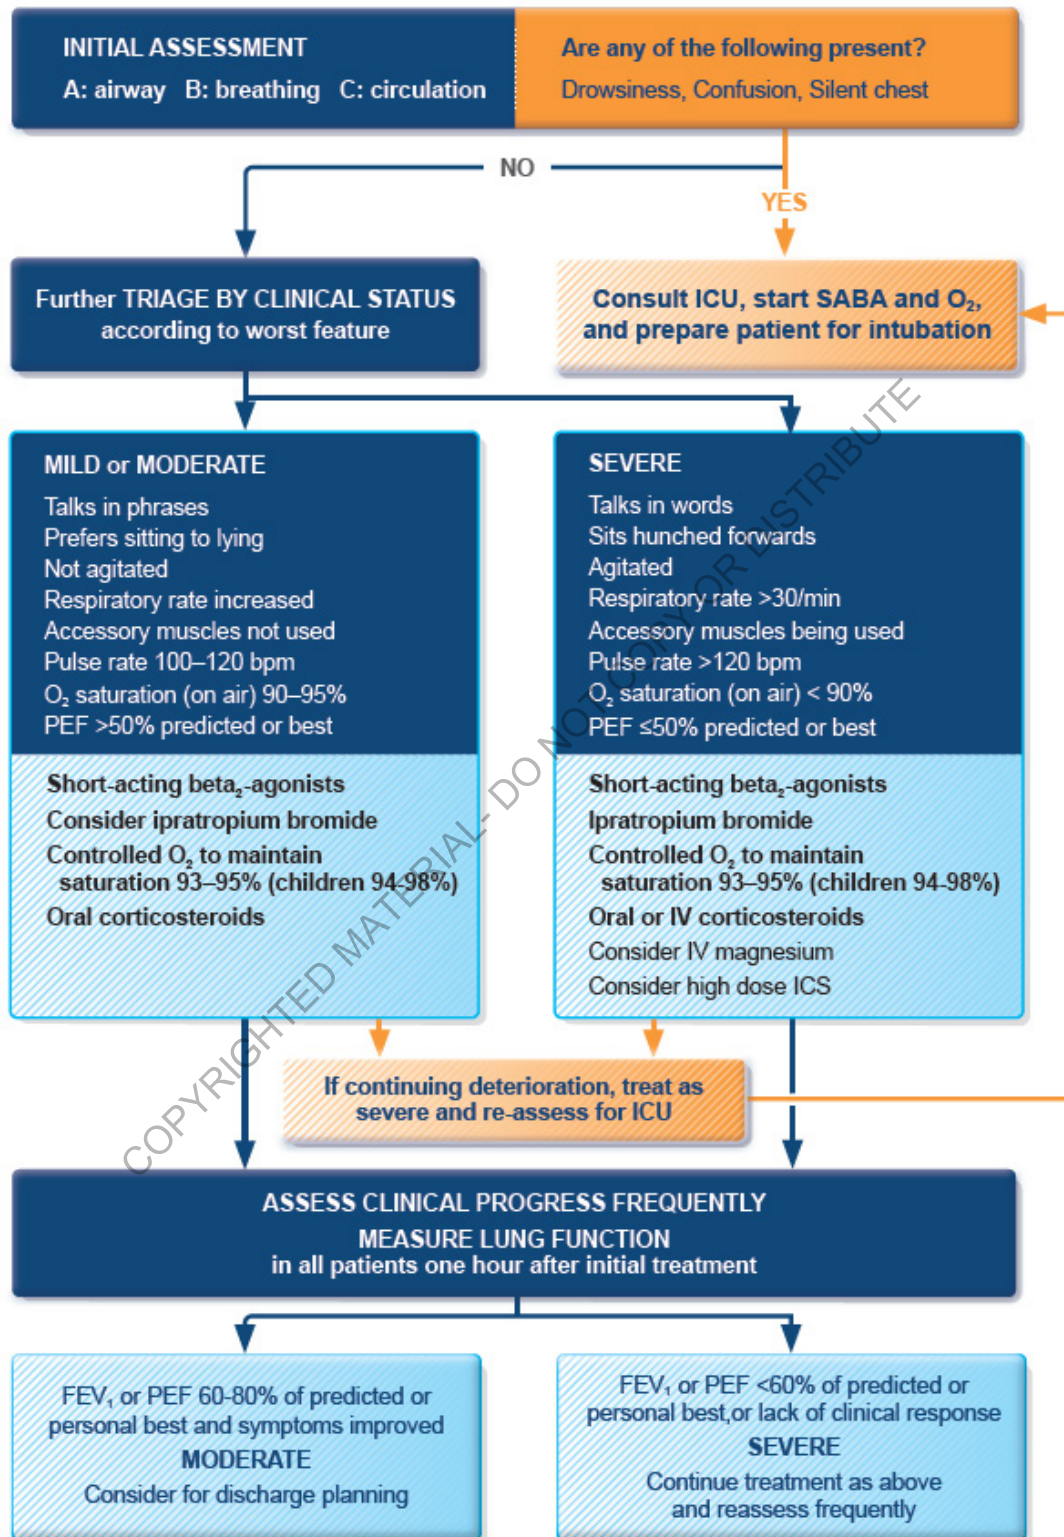 INITIAL ASSESSMENT
A: airway B: breathing C: circulation
Are any of the following present?
Drowsiness, Confusion, Silent chest
NO
YES
Further TRIAGE BY CLINICAL STATUS
according to worst feature
Consult ICU, start SABA and O₂,
and prepare patient for intubation
MILD or MODERATE
Talks in phrases
Prefers sitting to lying
Not agitated
Respiratory rate increased
Accessory muscles not used
Pulse rate 100–120 bpm
O₂ saturation (on air) 90–95%
PEF >50% predicted or best
SEVERE
Talks in words
Sits hunched forwards
Agitated
Respiratory rate >30/min
Accessory muscles being used
Pulse rate >120 bpm
O₂ saturation (on air) < 90%
PEF ≤50% predicted or best
Short-acting beta₂-agonists
Consider ipratropium bromide
Controlled O₂ to maintain
saturation 93–95% (children 94-98%)
Oral corticosteroids
Short-acting beta₂-agonists
Ipratropium bromide
Controlled O₂ to maintain
saturation 93–95% (children 94-98%)
Oral or IV corticosteroids
Consider IV magnesium
Consider high dose ICS
If continuing deterioration, treat as
severe and re-assess for ICU
ASSESS CLINICAL PROGRESS FREQUENTLY
MEASURE LUNG FUNCTION
in all patients one hour after initial treatment
FEV₁ or PEF 60-80% of predicted or
personal best and symptoms improved
MODERATE
Consider for discharge planning
FEV₁ or PEF <60% of predicted or
personal best,or lack of clinical response
SEVERE
Continue treatment as above
and reassess frequently
COPYRIGHTED MATERIAL- DO NOT COPY OR DISTRIBUTE